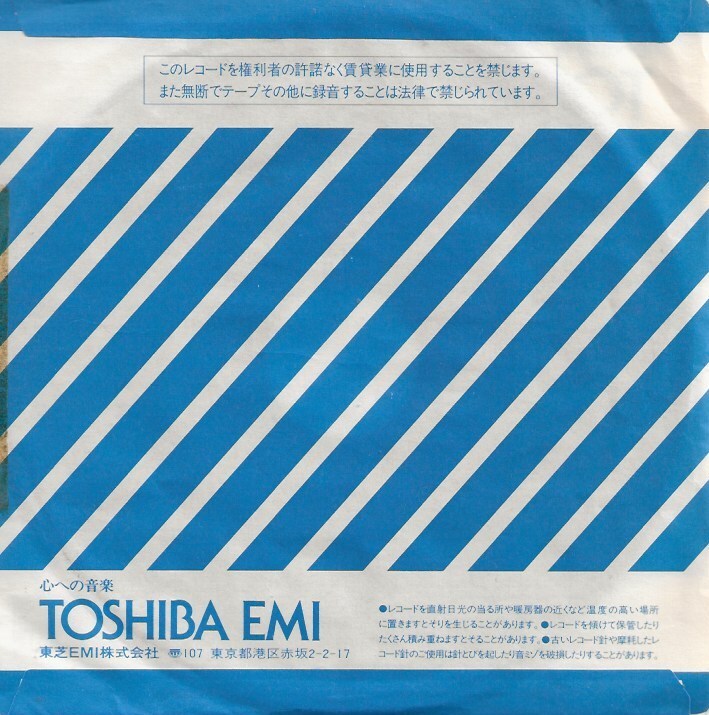 このレコードを権利者の許諾なく賃貸業に使用することを禁じます。
また無断でテープその他に録音することは法律で禁じられています。
心への音楽
TOSHIBA EMI
東芝EMI株式会社 〠107 東京都港区赤坂2-2-17
●レコードを直射日光の当る所や暖房器の近くなど温度の高い場所
に置きますとそりを生じることがあります。●レコードを傾けて保管したり
たくさん積み重ねますとそることがあります。●古いレコード針や摩耗したレ
コード針のご使用は針とびを起したり音ミゾを破損したりすることがあります。